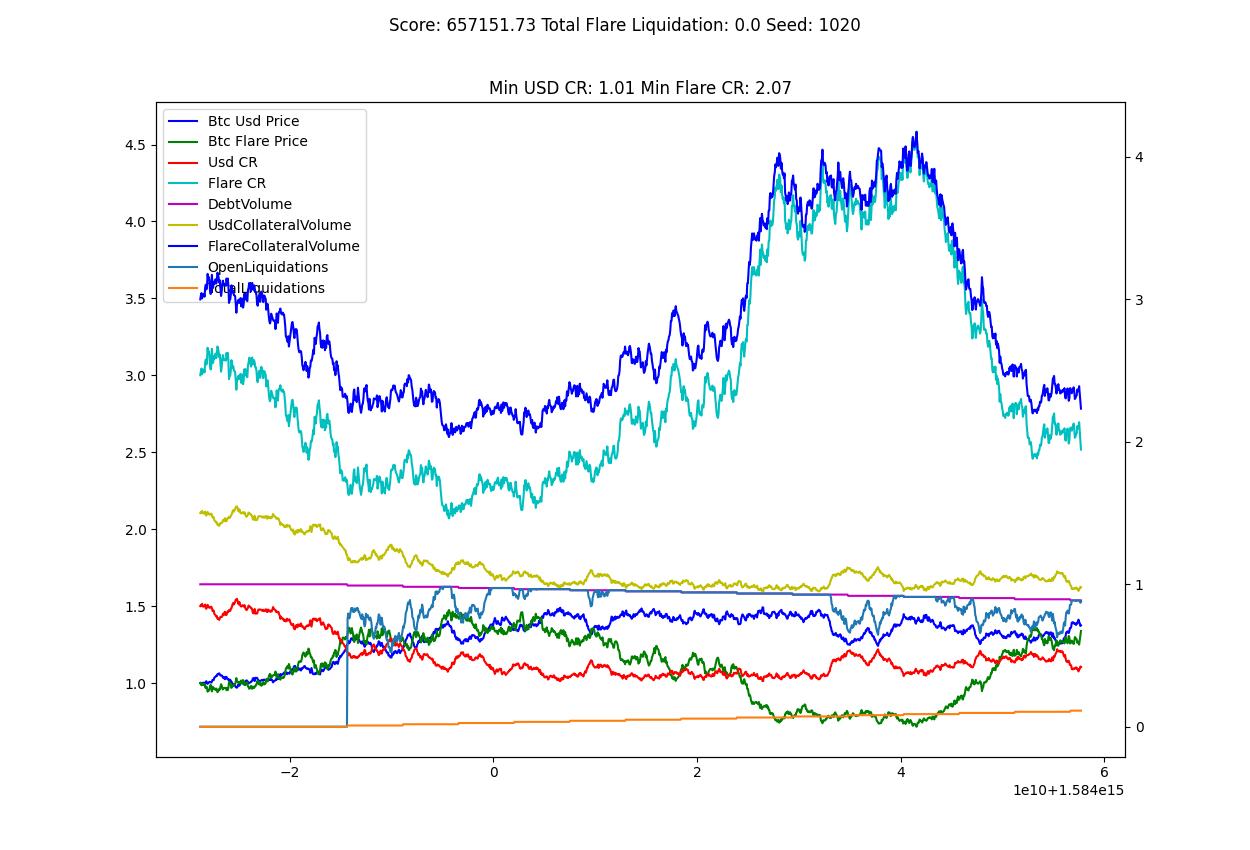 Score: 657151.73 Total Flare Liquidation: 0.0 Seed: 1020
Min USD CR: 1.01 Min Flare CR: 2.07
Btc Usd Price
Btc Flare Price
Usd CR
Flare CR
DebtVolume
UsdCollateralVolume
FlareCollateralVolume
OpenLiquidations
TotalLiquidations
4.5
4.0
3.5
3.0
2.5
2.0
1.5
1.0
4
3
2
1
0
−2
0
2
4
6
1e10+1.584e15